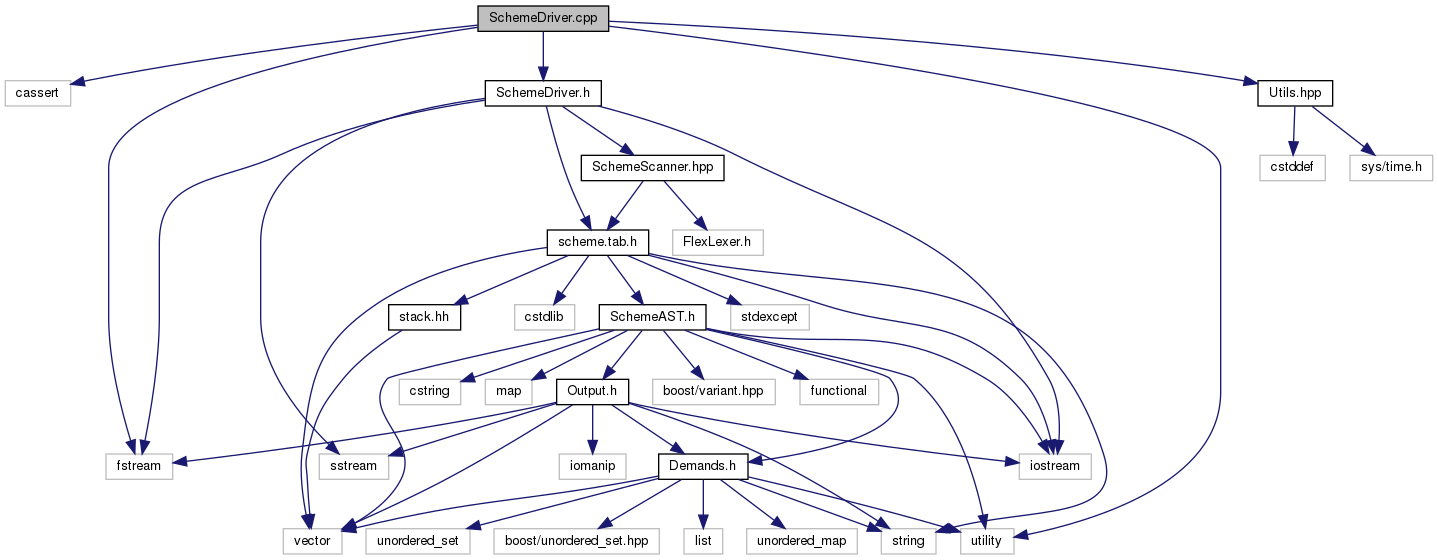 SchemeDriver.cpp
cassert
SchemeDriver.h
Utils.hpp
SchemeScanner.hpp
cstddef
sys/time.h
scheme.tab.h
FlexLexer.h
stack.hh
cstdlib
SchemeAST.h
stdexcept
cstring
map
Output.h
boost/variant.hpp
functional
fstream
sstream
iomanip
Demands.h
iostream
vector
unordered_set
boost/unordered_set.hpp
list
unordered_map
string
utility